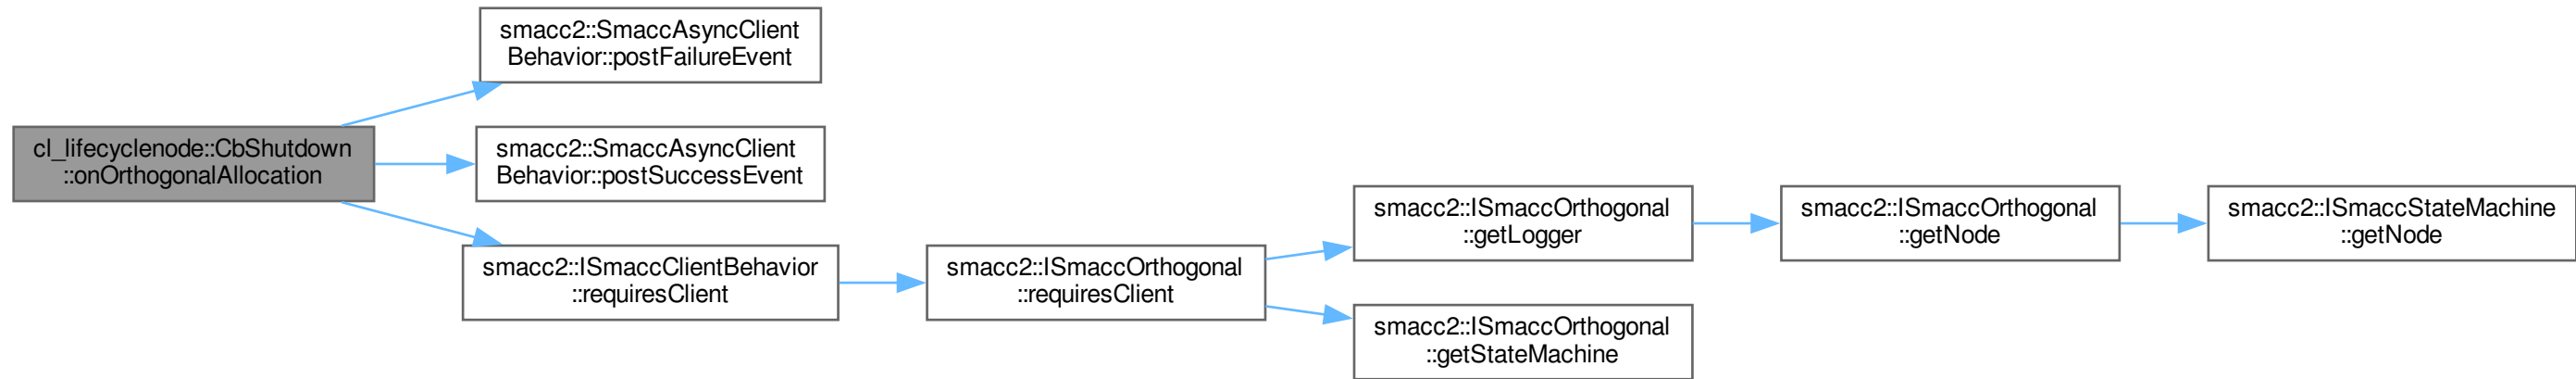 smacc2::SmaccAsyncClient
Behavior::postFailureEvent
cl_lifecyclenode::CbShutdown
::onOrthogonalAllocation
smacc2::SmaccAsyncClient
Behavior::postSuccessEvent
smacc2::ISmaccClientBehavior
::requiresClient
smacc2::ISmaccOrthogonal
::requiresClient
smacc2::ISmaccOrthogonal
::getLogger
smacc2::ISmaccOrthogonal
::getNode
smacc2::ISmaccStateMachine
::getNode
smacc2::ISmaccOrthogonal
::getStateMachine